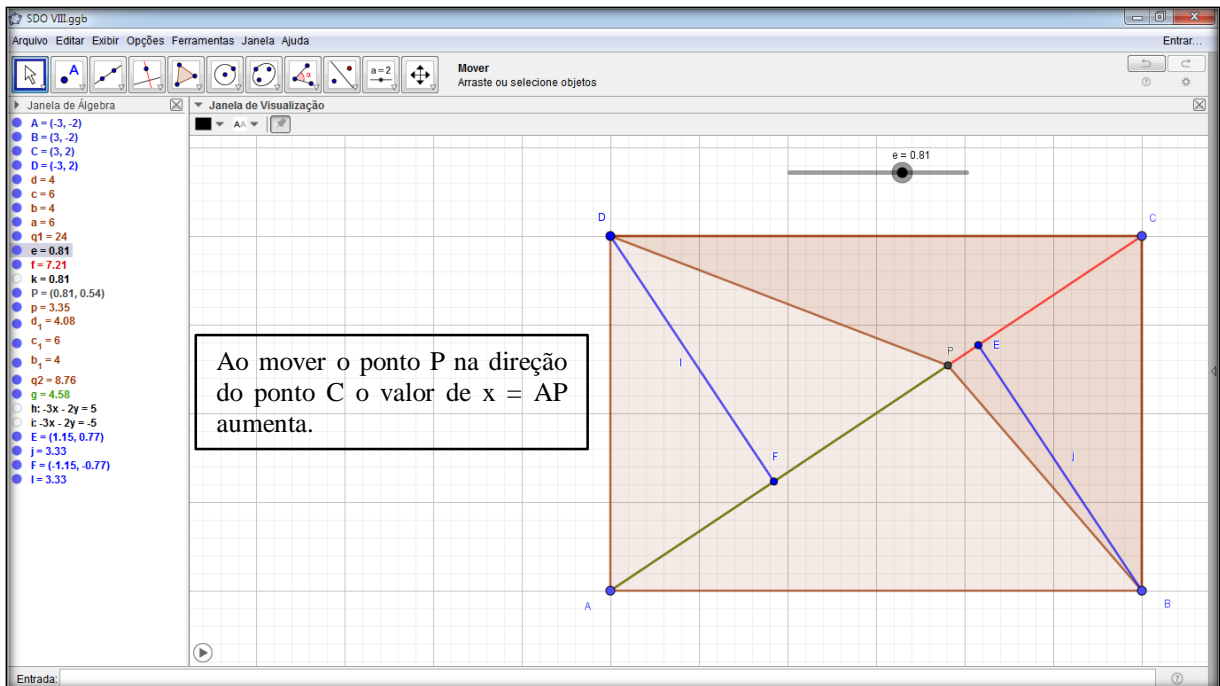 SDO VIII.ggb
Arquivo Editar Exibir Opções Ferramentas Janela Ajuda
Entrar...
A
a=2
Mover
Arraste ou selecione objetos
Janela de Álgebra
Janela de Visualização
AA
A = (-3, -2)
B = (3, -2)
C = (3, 2)
D = (-3, 2)
d = 4
c = 6
b = 4
a = 6
q1 = 24
e = 0.81
f = 7.21
k = 0.81
P = (0.81, 0.54)
p = 3.35
d₁ = 4.08
c₁ = 6
b₁ = 4
q2 = 8.76
g = 4.58
h: -3x - 2y = 5
i: -3x - 2y = -5
E = (1.15, 0.77)
j = 3.33
F = (-1.15, -0.77)
l = 3.33
e = 0.81
D
C
P
E
l
F
j
A
B
Ao mover o ponto P na direção
do ponto C o valor de x = AP
aumenta.
Entrada: